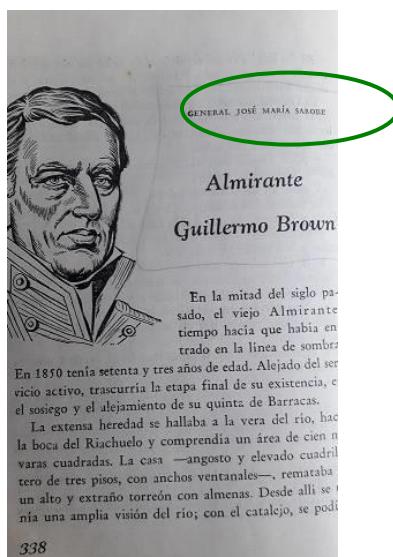 GENERAL JOSÉ MARÍA SAROBE
Almirante
Guillermo Brown
En la mitad del siglo pa-
sado, el viejo Almirante
tiempo hacía que había en
trado en la línea de sombra
En 1850 tenía setenta y tres años de edad. Alejado del ser
vicio activo, trascurría la etapa final de su existencia, e
el sosiego y el alejamiento de su quinta de Barracas.
La extensa heredad se hallaba a la vera del río, hac
la boca del Riachuelo y comprendía un área de cien
varas cuadradas. La casa —angosto y elevado cuadril
tero de tres pisos, con anchos ventanales—, remataba
un alto y extraño torreón con almenas. Desde allí se
nía una amplia visión del río; con el catalejo, se podí
338